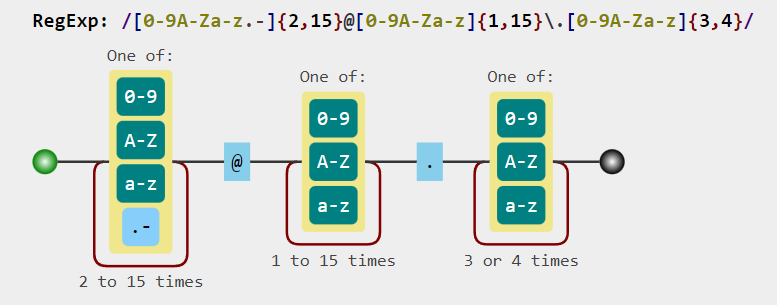 RegExp: /[0-9A-Za-z.-]{2,15}@[0-9A-Za-z]{1,15}\.[0-9A-Za-z]{3,4}/
One of:
0-9
A-Z
a-z
.-
2 to 15 times
@
One of:
0-9
A-Z
a-z
1 to 15 times
.
One of:
0-9
A-Z
a-z
3 or 4 times